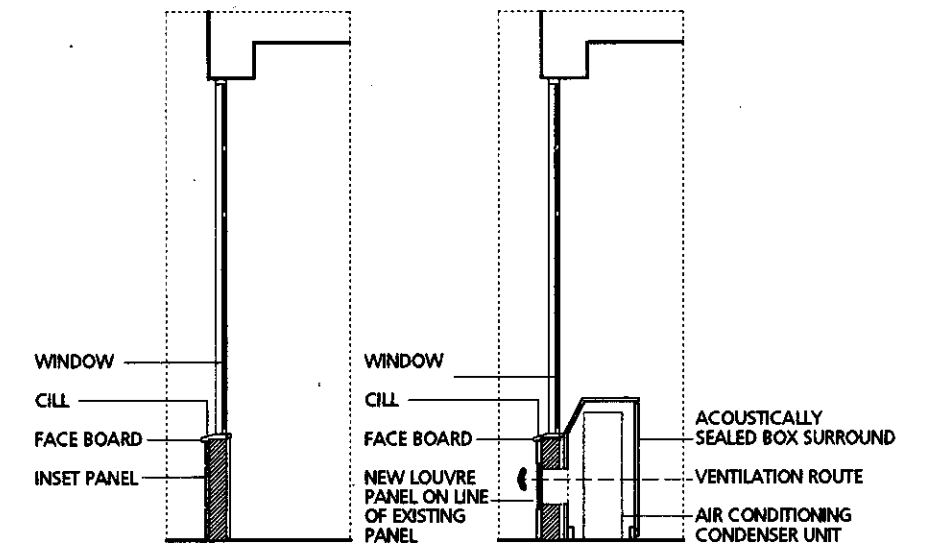 WINDOW
CILL
FACE BOARD
INSET PANEL
WINDOW
CILL
FACE BOARD
NEW LOUVRE
PANEL ON LINE
OF EXISTING
PANEL
ACOUSTICALLY
SEALED BOX SURROUND
VENTILATION ROUTE
AIR CONDITIONING
CONDENSER UNIT